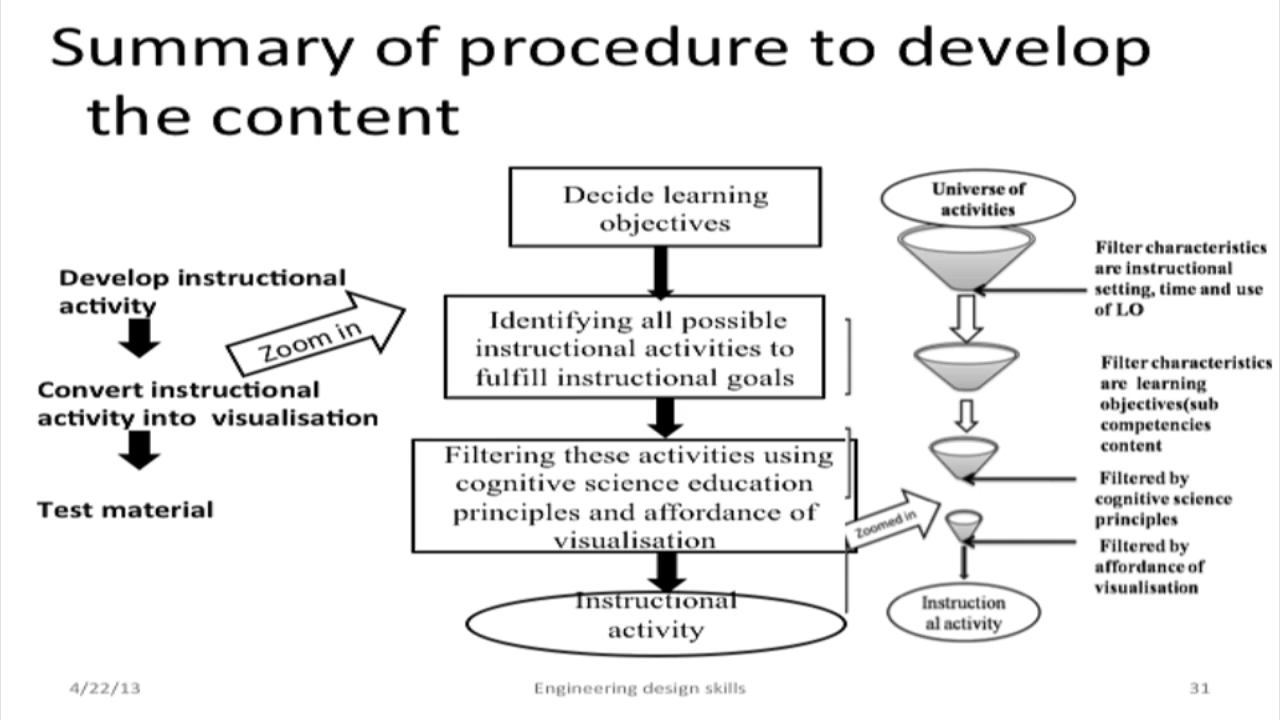 Summary of procedure to develop
the content
Develop instructional
activity
Convert instructional
activity into visualisation
Test material
Zoom in
Decide learning
objectives
Identifying all possible
instructional activities to
fulfill instructional goals
Filtering these activities using
cognitive science education
principles and affordance of
visualisation
Instructional
activity
Zoomed in
Universe of
activities
Filter characteristics
are instructional
setting, time and use
of LO
Filter characteristics
are learning
objectives(sub
competencies
content
Filtered by
cognitive science
principles
Filtered by
affordance of
visualisation
Instruction
al activity
4/22/13
Engineering design skills
31